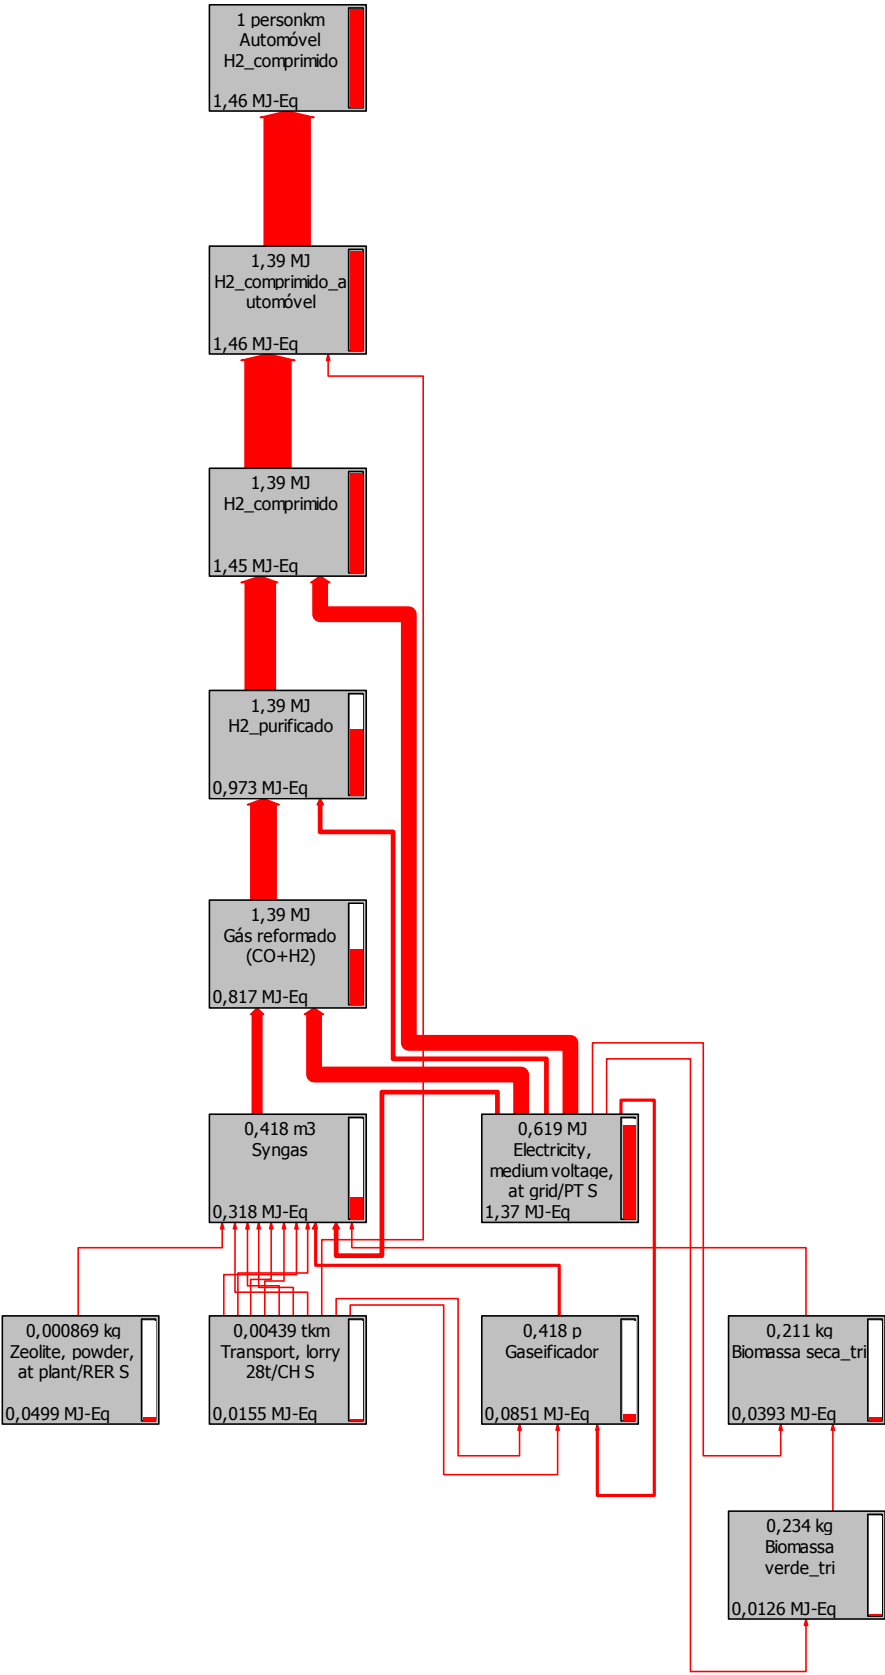 1 personkm
Automóvel
H2_comprimido
1,46 MJ-Eq
1,39 MJ
H2_comprimido_a
utomóvel
1,46 MJ-Eq
1,39 MJ
H2_comprimido
1,45 MJ-Eq
1,39 MJ
H2_purificado
0,973 MJ-Eq
1,39 MJ
Gás reformado
(CO+H2)
0,817 MJ-Eq
0,418 m3
Syngas
0,318 MJ-Eq
0,619 MJ
Electricity,
medium voltage,
at grid/PT S
1,37 MJ-Eq
0,000869 kg
Zeolite, powder,
at plant/RER S
0,0499 MJ-Eq
0,00439 tkm
Transport, lorry
28t/CH S
0,0155 MJ-Eq
0,418 p
Gaseificador
0,0851 MJ-Eq
0,211 kg
Biomassa seca_tri
0,0393 MJ-Eq
0,234 kg
Biomassa
verde_tri
0,0126 MJ-Eq